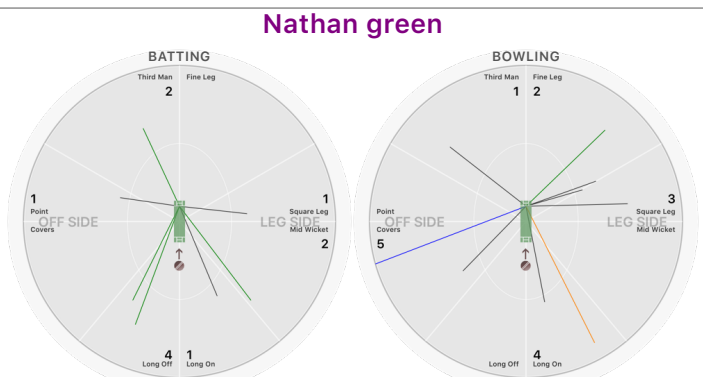 Nathan green
BATTING
Third Man Fine Leg
2
1
Point
OFF SIDE
Covers
1
Square Leg
LEG SIDE
Mid Wicket
2
4 1
Long Off Long On
BOWLING
Third Man Fine Leg
1 2
Point
OFF SIDE
Covers
5
3
Square Leg
LEG SIDE
Mid Wicket
4
Long Off Long On